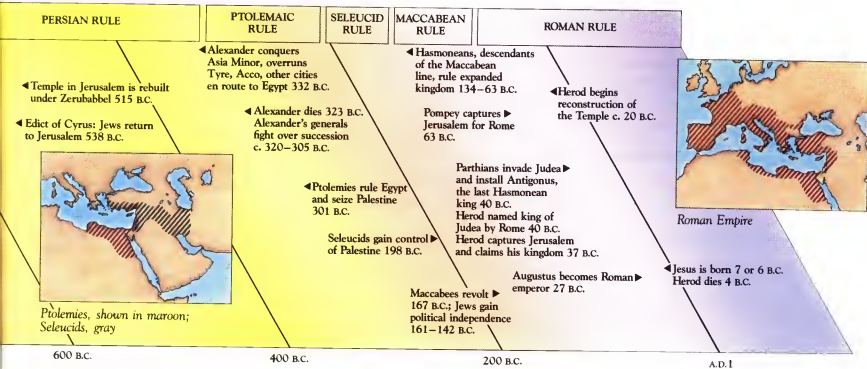 PERSIAN RULE
PTOLEMAIC
RULE
SELEUCID
RULE
MACCABEAN
RULE
ROMAN RULE
◄Temple in Jerusalem is rebuilt
under Zerubbabel 515 B.C.
◄Edict of Cyrus: Jews return
to Jerusalem 538 B.C.
Ptolemies, shown in maroon;
Seleucids, gray
◄Alexander conquers
Asia Minor, overruns
Tyre, Acco, other cities
en route to Egypt 332 B.C.
◄Alexander dies 323 B.C.
Alexander's generals
fight over succession
c. 320–305 B.C.
◄Ptolemies rule Egypt
and seize Palestine
301 B.C.
Seleucids gain control►
of Palestine 198 B.C.
◄Hasmoneans, descendants
of the Maccabean
line, rule expanded
kingdom 134–63 B.C.
Pompey captures►
Jerusalem for Rome
63 B.C.
Parthians invade Judea►
and install Antigonus,
the last Hasmonean
king 40 B.C.
Herod named king of
Judea by Rome 40 B.C.
Herod captures Jerusalem
and claims his kingdom 37 B.C.
Maccabees revolt►
167 B.C.; Jews gain
political independence
161–142 B.C.
Augustus becomes Roman►
emperor 27 B.C.
◄Herod begins
reconstruction of
the Temple c. 20 B.C.
Roman Empire
◄Jesus is born 7 or 6 B.C.
Herod dies 4 B.C.
600 B.C.
400 B.C.
200 B.C.
A.D. 1